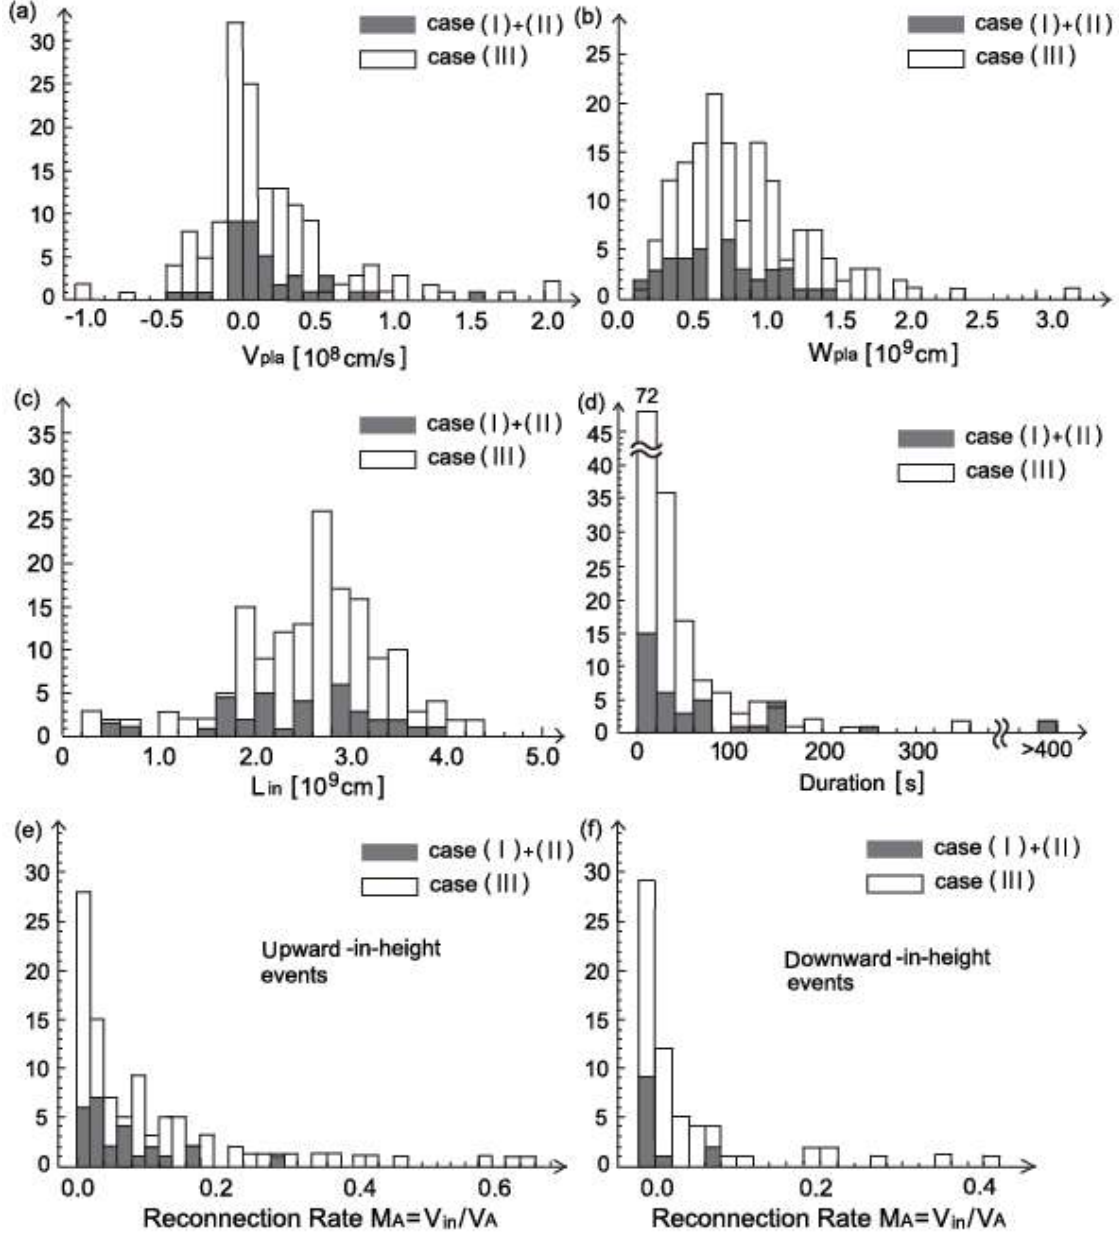 (a)
case (I)+(II)
case (III)
30
25
20
15
10
5
0
-1.0 -0.5 0.0 0.5 1.0 1.5 2.0
Vpla [10⁸cm/s]
(b)
case (I)+(II)
case (III)
25
20
15
10
5
0
0.0 0.5 1.0 1.5 2.0 2.5 3.0
Wpla [10⁹cm]
(c)
case (I)+(II)
case (III)
35
30
25
20
15
10
5
0
0 1.0 2.0 3.0 4.0 5.0
Lin [10⁹cm]
(d)
72
case (I)+(II)
case (III)
45
40
35
30
25
20
15
10
5
0
0 100 200 300 >400
Duration [s]
(e)
case (I)+(II)
case (III)
30
25
20
15
10
5
0
Upward -in-height
events
0.0 0.2 0.4 0.6
Reconnection Rate MA=Vin/VA
(f)
case (I)+(II)
case (III)
30
25
20
15
10
5
0
Downward -in-height
events
0.0 0.2 0.4
Reconnection Rate MA=Vin/VA